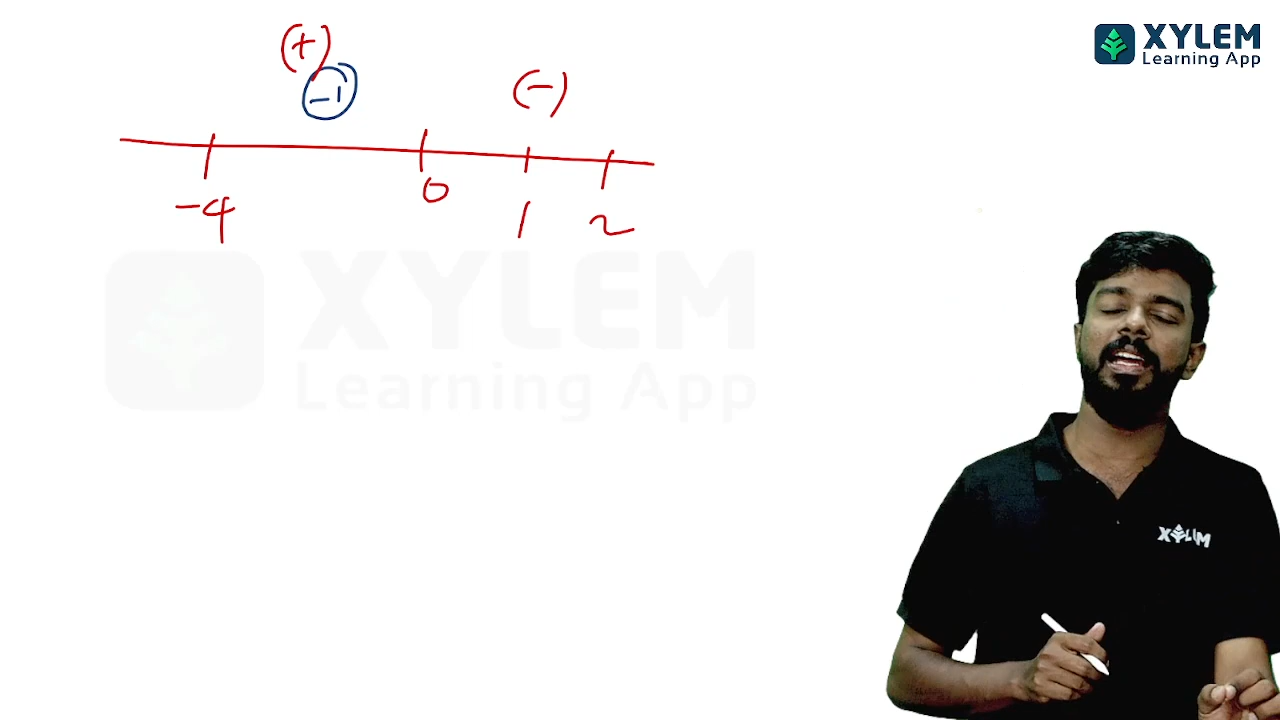 XYLEM
Learning App
(+)
-1
(-)
-4 0 1 2
XYLEM
Learning App
XYLEM